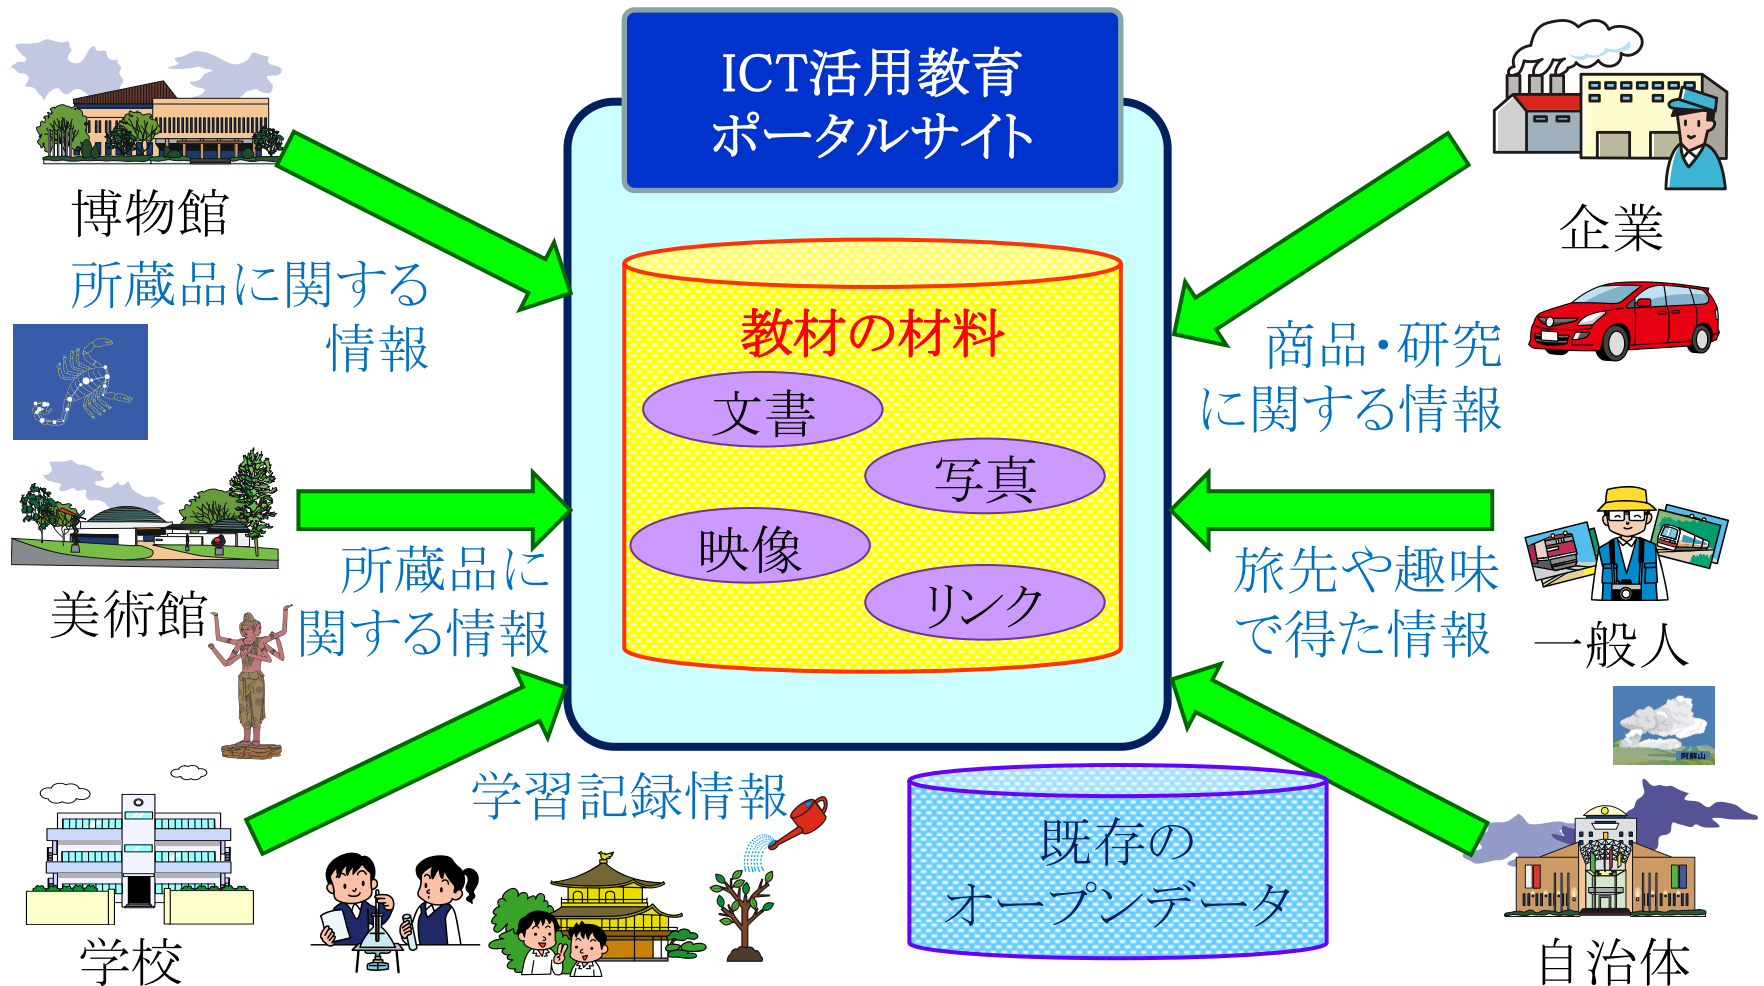 ICT活用教育
ポータルサイト
博物館
所蔵品に関する
情報
美術館
所蔵品に
関する情報
学校
学習記録情報
教材の材料
文書
写真
映像
リンク
既存の
オープンデータ
企業
商品・研究
に関する情報
一般人
旅先や趣味
で得た情報
阿蘇山
自治体